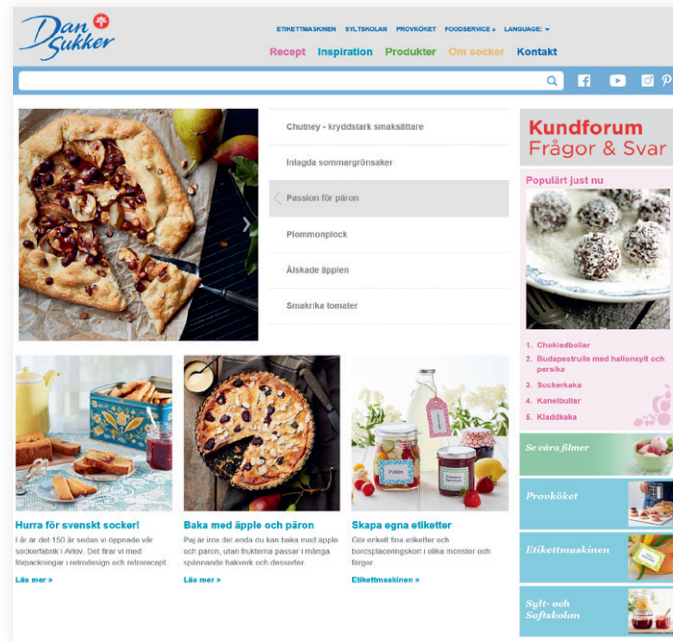 Dan
Sukker
ETIKETTMASKINEN SYLTSKOLAN PROVKÖKET FOODSERVICE » LANGUAGE:
Recept Inspiration Produkter Om socker Kontakt
Chutney - kryddstark smaksättare
Inlagda sommargrönsaker
Passion för päron
Plommonplock
Älskade äpplen
Smakrika tomater
Kundforum
Frågor & Svar
Populärt just nu
1. Chokladbollar
2. Budapestrulle med hallonsylt och
persika
3. Sockerkaka
4. Kanelbullar
5. Kladdkaka
Se våra filmer
Provköket
Etikettmaskinen
Sylt- och
Saftskolan
Hurra för svenskt socker!
I år är det 150 år sedan vi öppnade vår
sockerfabrik i Arlöv. Det firar vi med
förpackningar i retrodesign och retrorecept.
Läs mer »
Baka med äpple och päron
Paj är inte det enda du kan baka med äpple
och päron, utan frukterna passar i många
spännande bakverk och desserter.
Läs mer »
Skapa egna etiketter
Gör enkelt fina etiketter och
bordsplaceringskort i olika mönster och
färger.
Etikettmaskinen »